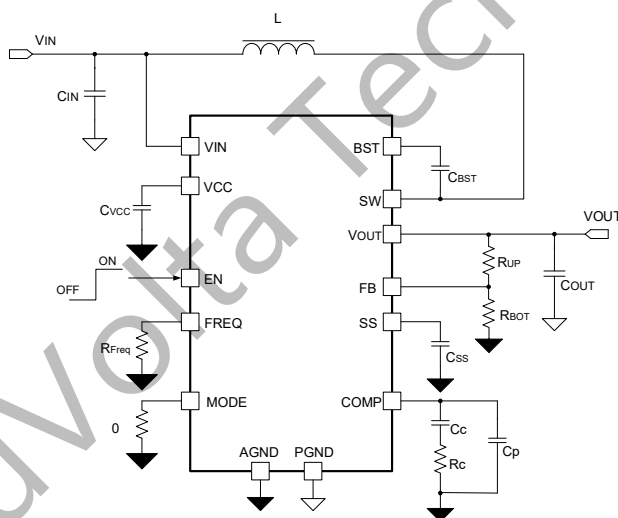 L
VIN
CIN
VIN
BST
CBST
VCC
CVCC
SW
VOUT
VOUT
RUP
COUT
ON
OFF
EN
FB
RBOT
FREQ
RFreq
SS
CSS
MODE
0
COMP
Cc
Rc
Cp
AGND
PGND
Volta Tech